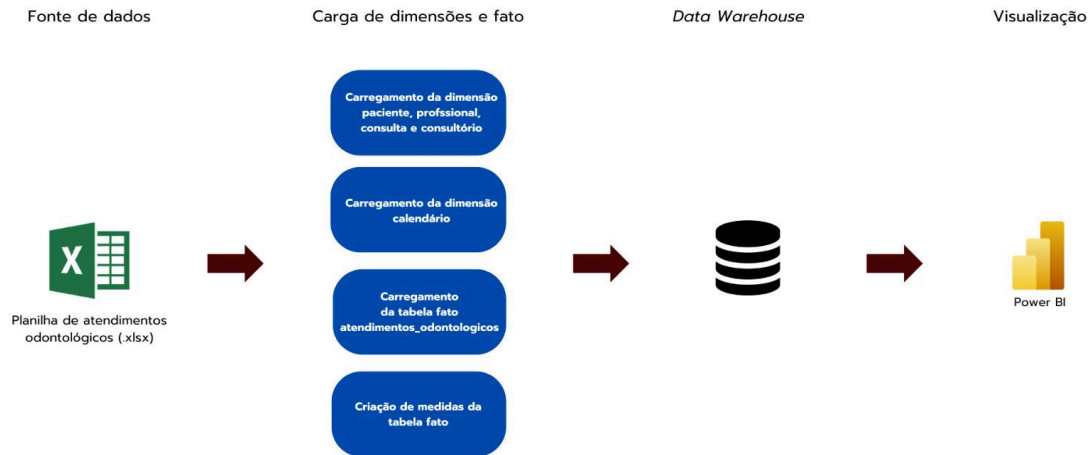 Fonte de dados
Carga de dimensões e fato
Data Warehouse
Visualização
Carregamento da dimensão
paciente, profssional,
consulta e consultório
Carregamento da dimensão
calendário
Carregamento
da tabela fato
atendimentos_odontologicos
Criação de medidas da
tabela fato
X
Planilha de atendimentos
odontológicos (.xlsx)
Power BI